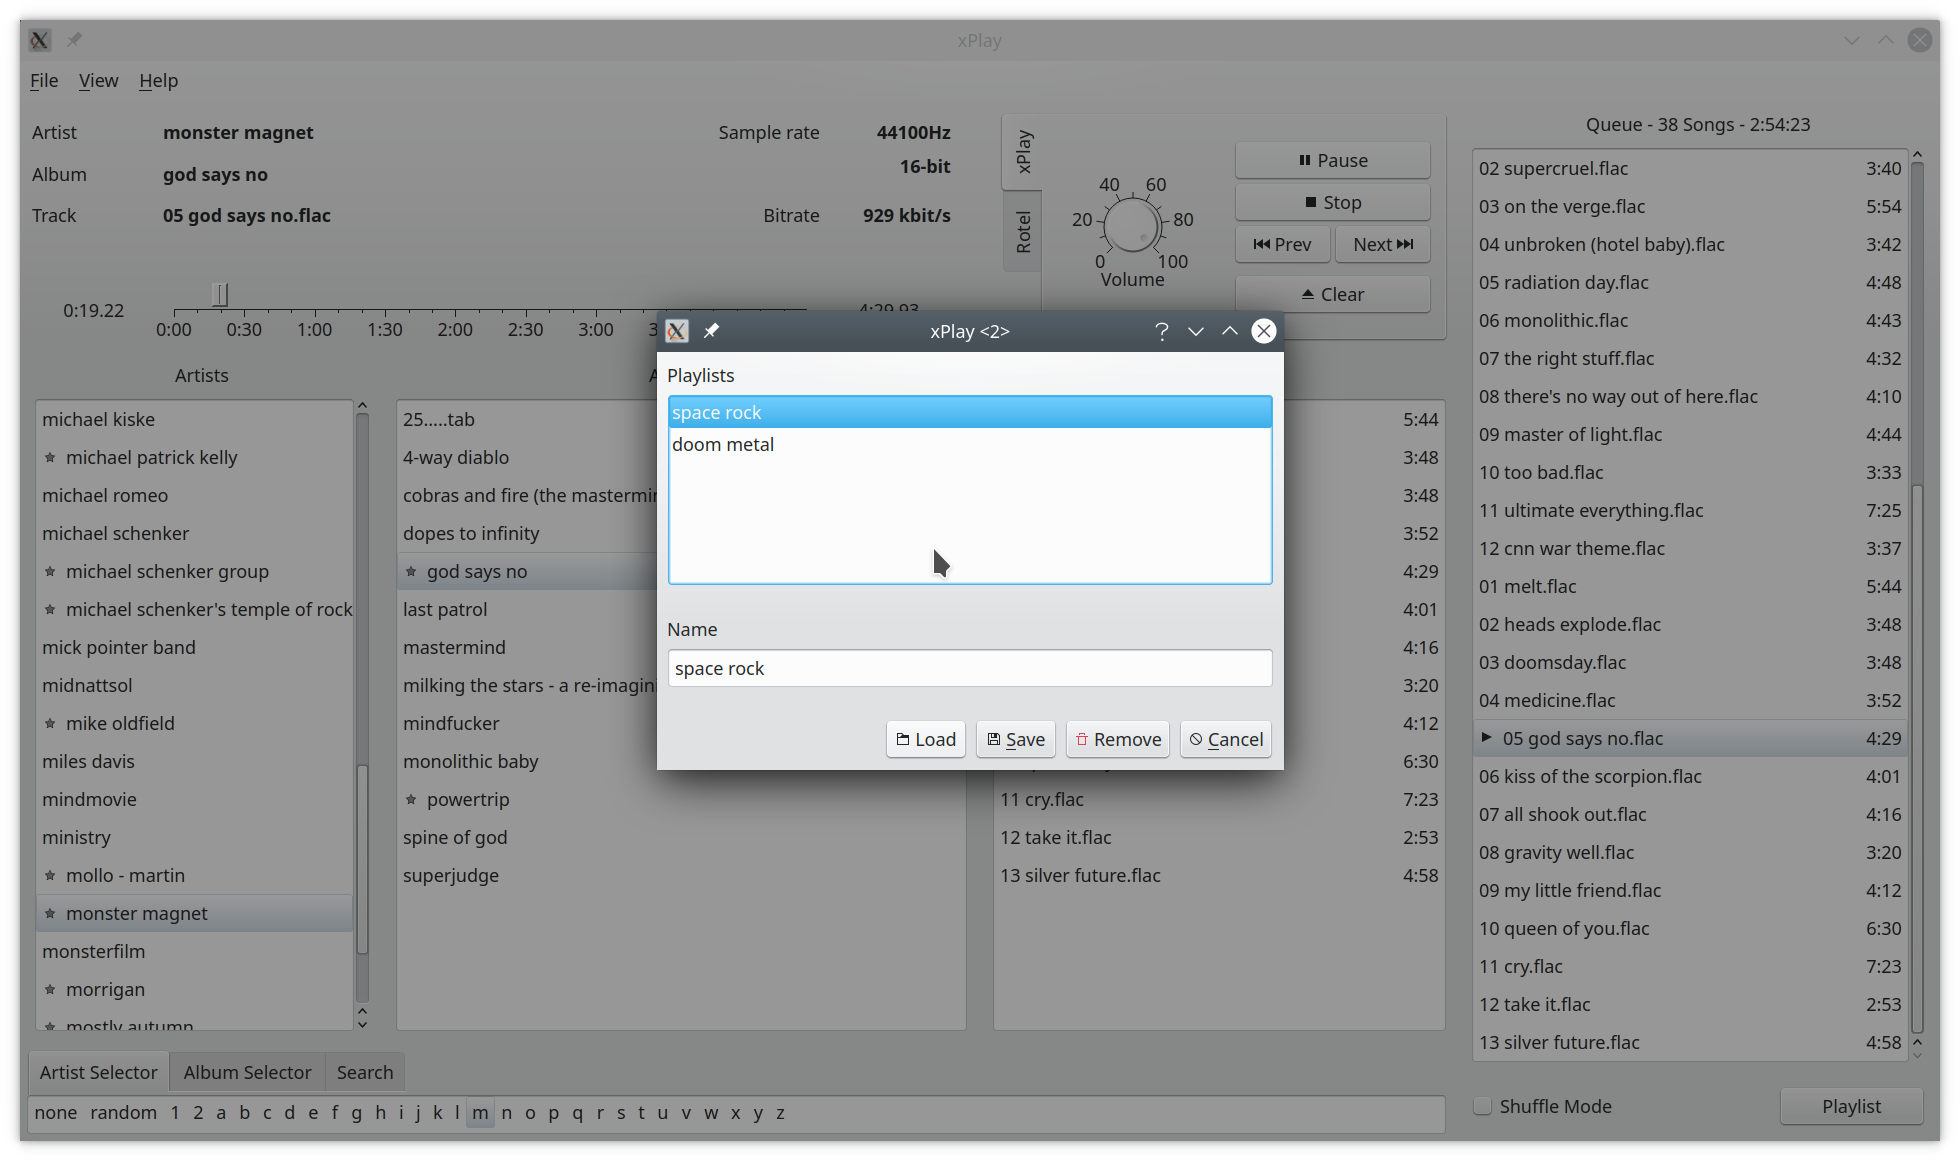 xPlay
File View Help
Artist monster magnet
Album god says no
Track 05 god says no.flac
Sample rate 44100Hz
16-bit
Bitrate 929 kbit/s
0:19.22
4:29.93
0:00 0:30 1:00 1:30 2:00 2:30 3:00 3
xPlay
Rotel
0 20 40 60 80 100
Volume
Pause
Stop
Prev Next
Clear
Queue - 38 Songs - 2:54:23
02 supercruel.flac 3:40
03 on the verge.flac 5:54
04 unbroken (hotel baby).flac 3:42
05 radiation day.flac 4:48
06 monolithic.flac 4:43
07 the right stuff.flac 4:32
08 there's no way out of here.flac 4:10
09 master of light.flac 4:44
10 too bad.flac 3:33
11 ultimate everything.flac 7:25
12 cnn war theme.flac 3:37
01 melt.flac 5:44
02 heads explode.flac 3:48
03 doomsday.flac 3:48
04 medicine.flac 3:52
05 god says no.flac 4:29
06 kiss of the scorpion.flac 4:01
07 all shook out.flac 4:16
08 gravity well.flac 3:20
09 my little friend.flac 4:12
10 queen of you.flac 6:30
11 cry.flac 7:23
12 take it.flac 2:53
13 silver future.flac 4:58
Shuffle Mode
Playlist
Artists
michael kiske
michael patrick kelly
michael romeo
michael schenker
michael schenker group
michael schenker's temple of rock
mick pointer band
midnattsol
mike oldfield
miles davis
mindmovie
ministry
mollo - martin
monster magnet
monsterfilm
morrigan
mostly autumn
25.....tab
4-way diablo
cobras and fire (the mastermin
dopes to infinity
god says no
last patrol
mastermind
milking the stars - a re-imagini
mindfucker
monolithic baby
powertrip
spine of god
superjudge
5:44
3:48
3:48
3:52
4:29
4:01
4:16
3:20
4:12
6:30
11 cry.flac 7:23
12 take it.flac 2:53
13 silver future.flac 4:58
xPlay <2>
Playlists
space rock
doom metal
Name
space rock
Load Save Remove Cancel
Artist Selector Album Selector Search
none random 1 2 a b c d e f g h i j k l m n o p q r s t u v w x y z